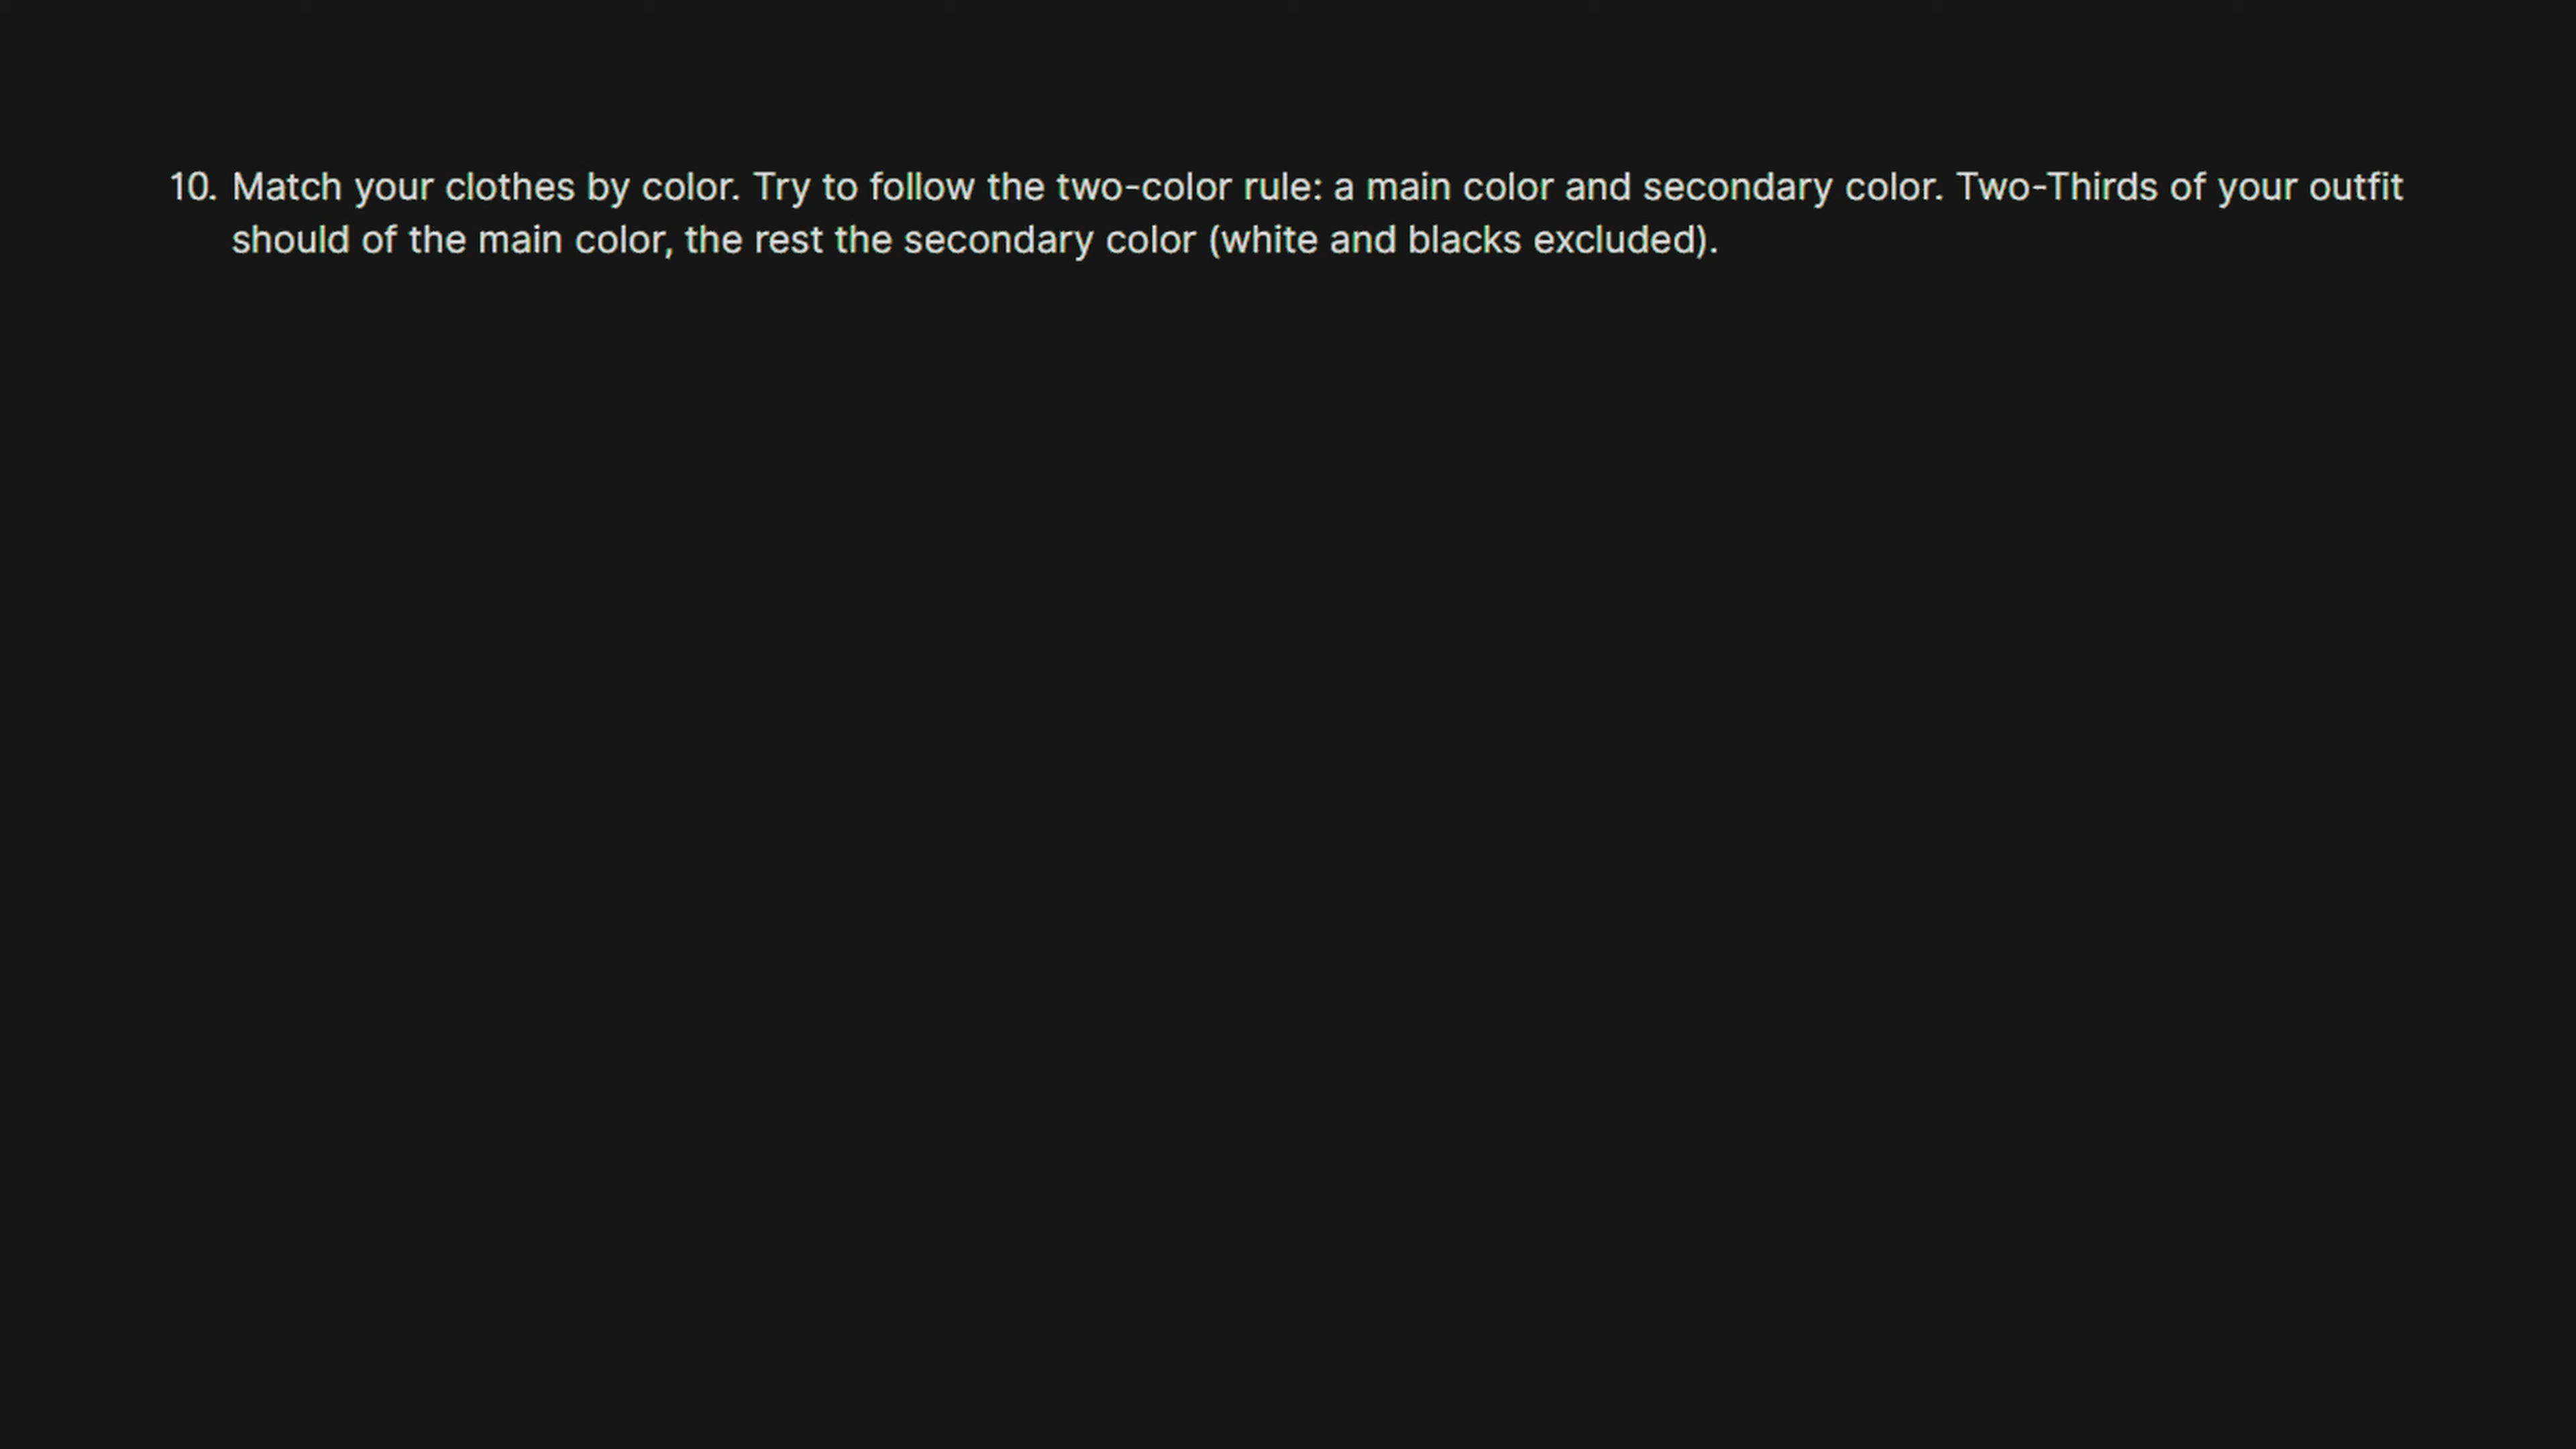 10. Match your clothes by color. Try to follow the two-color rule: a main color and secondary color. Two-Thirds of your outfit
should of the main color, the rest the secondary color (white and blacks excluded).